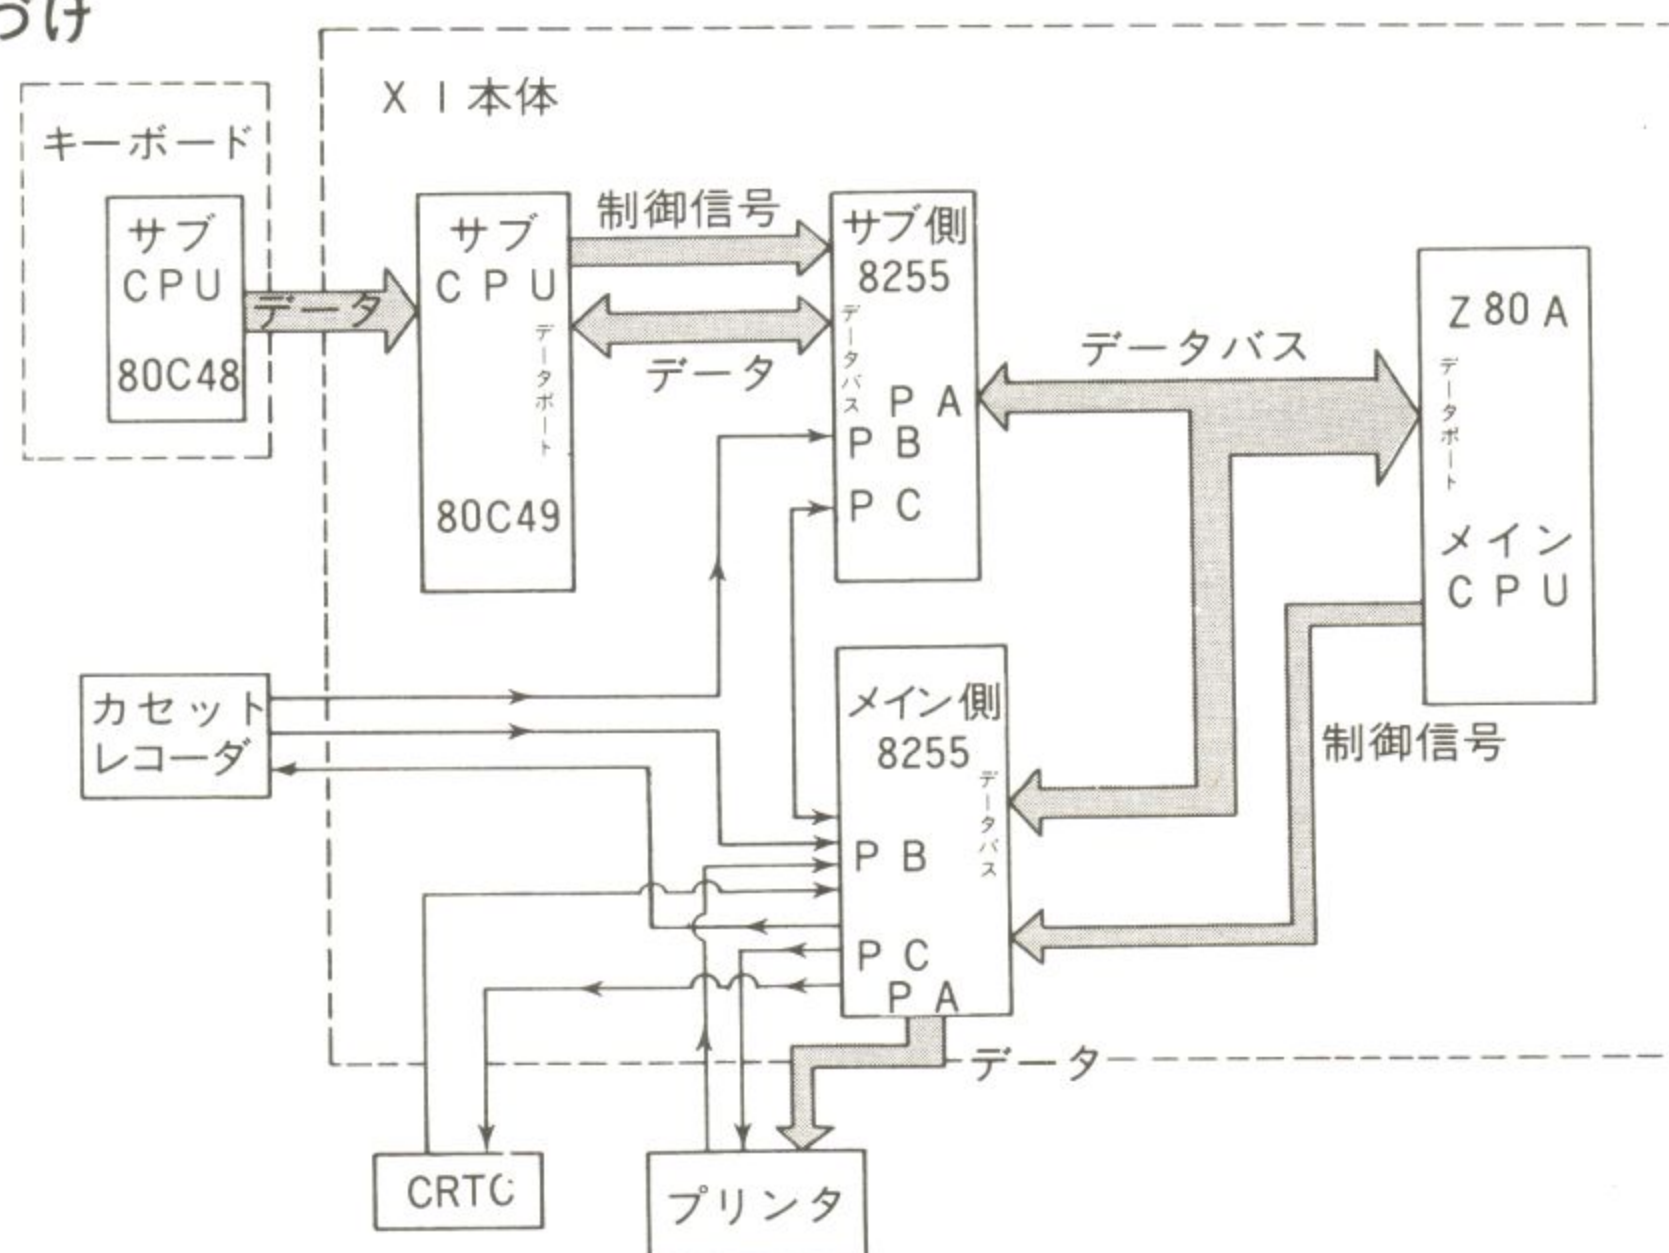 づけ
X1本体
キーボード
サブ
CPU
80C48
データ
サブ
CPU
データポート
80C49
制御信号
データ
サブ側
8255
データバス
PA
PB
PC
データバス
Z80A
データポート
メイン
CPU
制御信号
カセット
レコーダ
メイン側
8255
データバス
PB
PC
PA
データ
CRTC
プリンタ